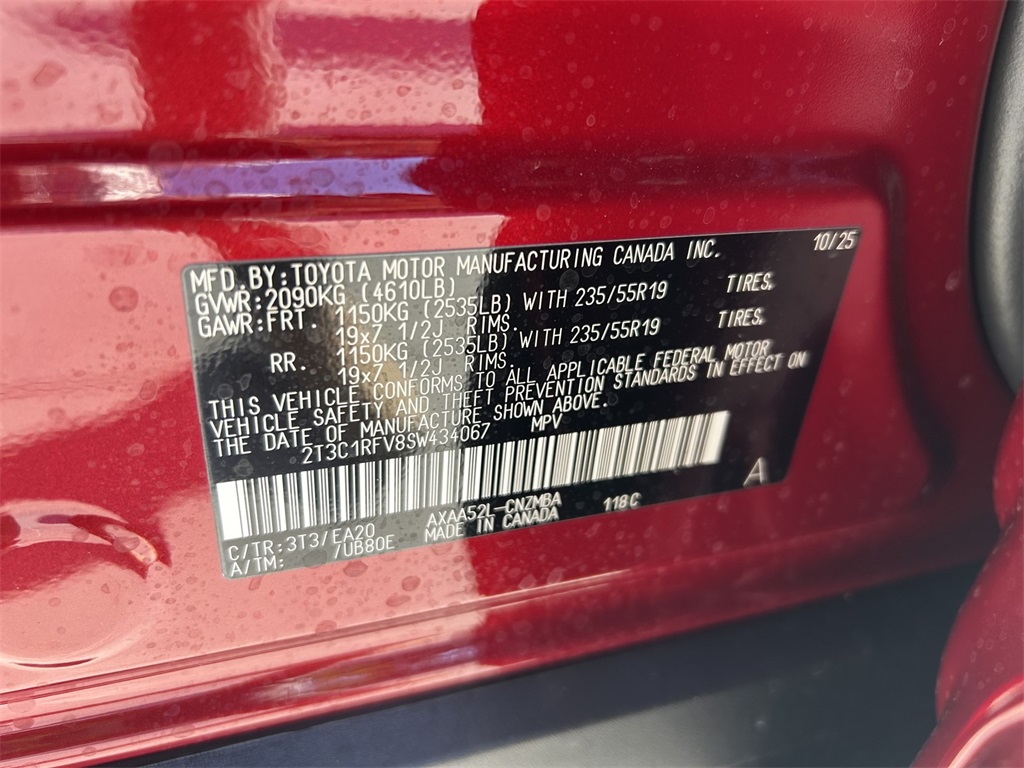 MFD.BY:TOYOTA MOTOR MANUFACTURING CANADA INC. 10/25
GVWR:2090KG (4610LB)
GAWR:FRT. 1150KG (2535LB) WITH 235/55R19 TIRES,
19x7 1/2J RIMS.
RR. 1150KG (2535LB) WITH 235/55R19 TIRES,
19x7 1/2J RIMS.
THIS VEHICLE CONFORMS TO ALL APPLICABLE FEDERAL MOTOR
VEHICLE SAFETY AND THEFT PREVENTION STANDARDS IN EFFECT ON
THE DATE OF MANUFACTURE SHOWN ABOVE.
2T3C1RFV8SW434067 MPV
A
C/TR:3T3/EA20 AXAA52L-CNZMBA 118C
A/TM: /UB80E MADE IN CANADA